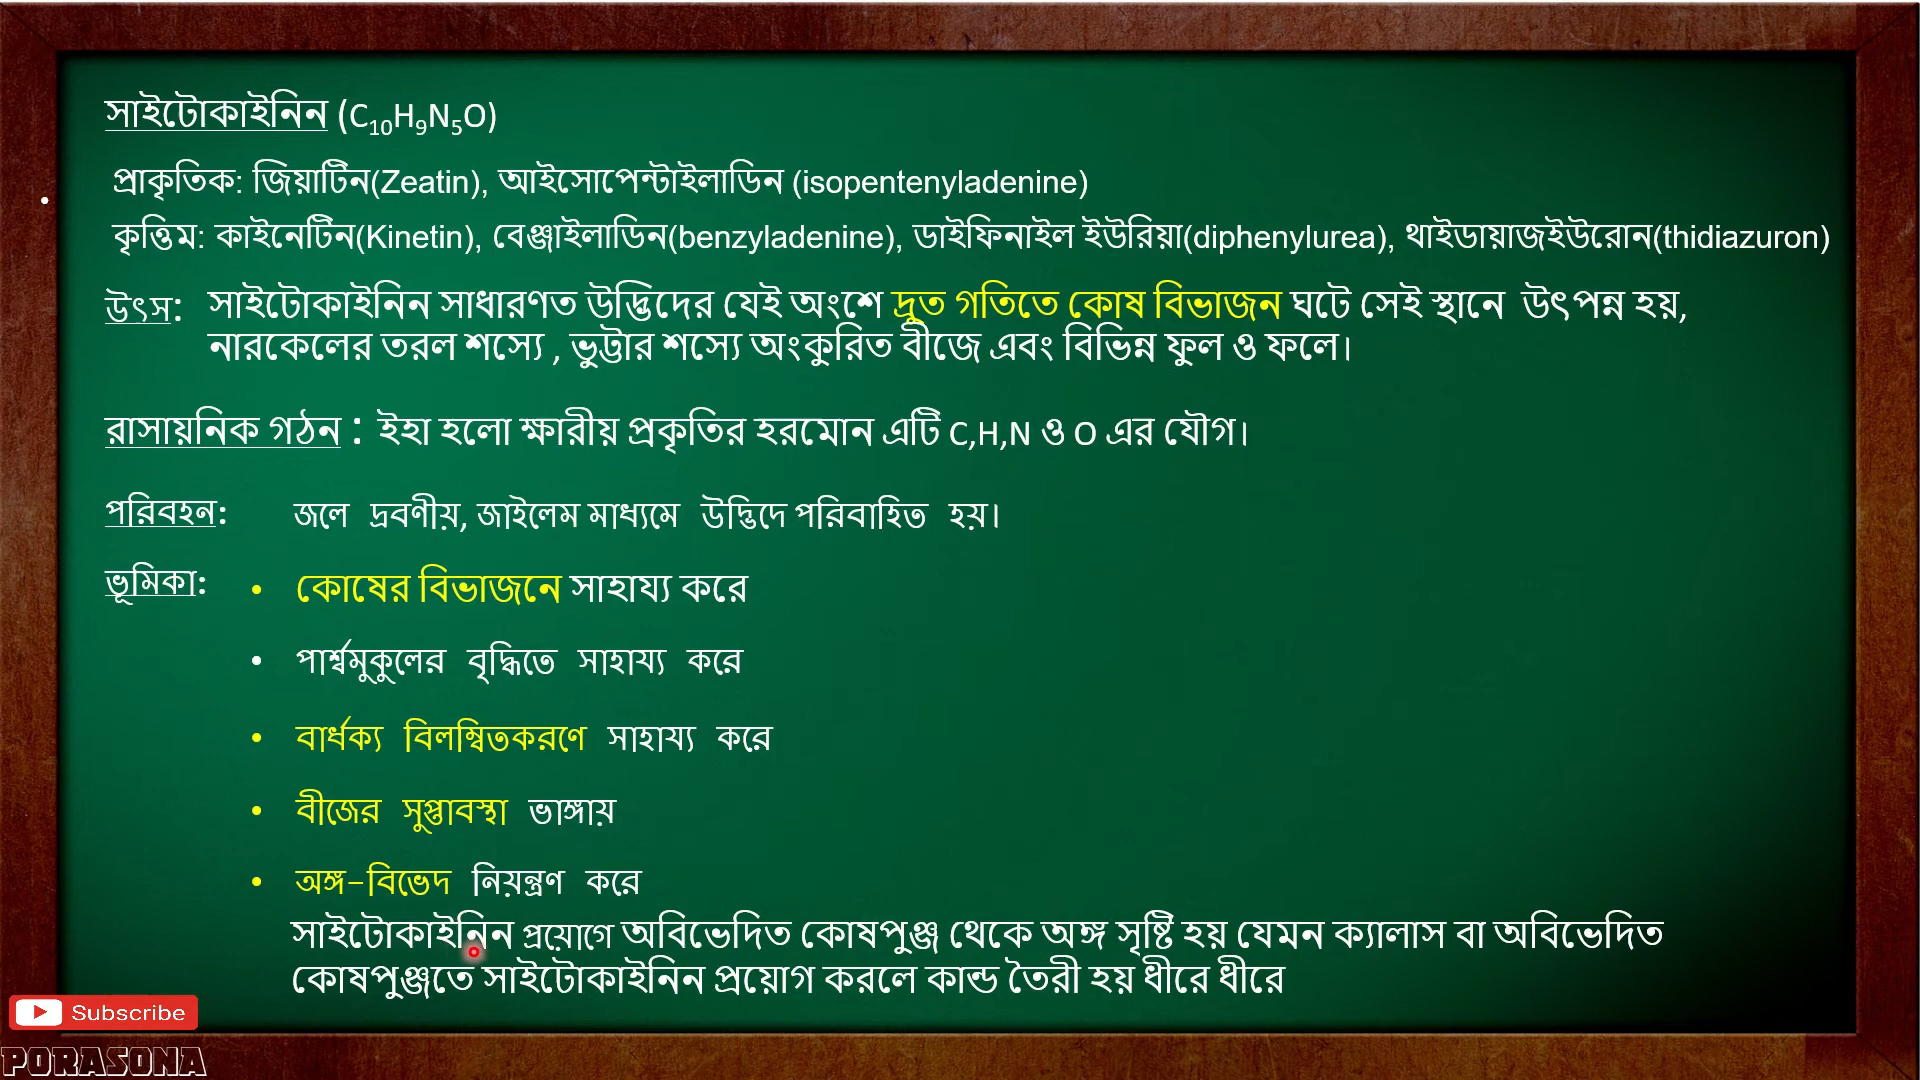 সাইটোকাইনিন (C₁₀H₉N₅O)
প্রাকৃতিক: জিয়াটিন(Zeatin), আইসোপেন্টাইলাডিন (isopentenyladenine)
কৃত্তিম: কাইনেটিন(Kinetin), বেঞ্জাইলাডিন(benzyladenine), ডাইফিনাইল ইউরিয়া(diphenylurea), থাইডায়াজইউরোন(thidiazuron)
উৎস: সাইটোকাইনিন সাধারণত উদ্ভিদের যেই অংশে দ্রুত গতিতে কোষ বিভাজন ঘটে সেই স্থানে উৎপন্ন হয়,
নারকেলের তরল শস্যে , ভুট্টার শস্যে অংকুরিত বীজে এবং বিভিন্ন ফুল ও ফলে।
রাসায়নিক গঠন : ইহা হলো ক্ষারীয় প্রকৃতির হরমোন এটি C,H,N ও O এর যৌগ।
পরিবহন: জলে দ্রবণীয়, জাইলেম মাধ্যমে উদ্ভিদে পরিবাহিত হয়।
ভূমিকা: • কোষের বিভাজনে সাহায্য করে
• পার্শ্বমুকুলের বৃদ্ধিতে সাহায্য করে
• বার্ধক্য বিলম্বিতকরণে সাহায্য করে
• বীজের সুপ্তাবস্থা ভাঙ্গায়
• অঙ্গ-বিভেদ নিয়ন্ত্রণ করে
সাইটোকাইনিন প্রয়োগে অবিভেদিত কোষপুঞ্জ থেকে অঙ্গ সৃষ্টি হয় যেমন ক্যালাস বা অবিভেদিত
কোষপুঞ্জতে সাইটোকাইনিন প্রয়োগ করলে কান্ড তৈরী হয় ধীরে ধীরে
Subscribe
PORASONA